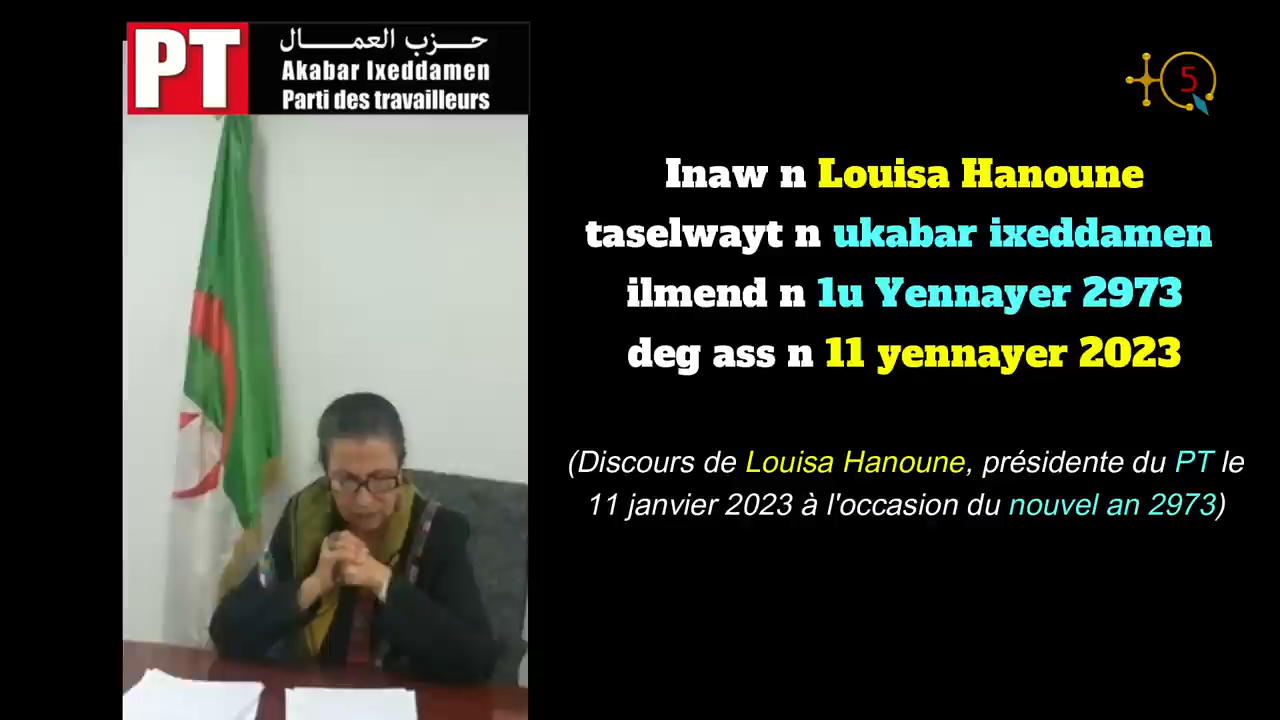 PT
حزب العمال
Akabar Ixeddamen
Parti des travailleurs
5
Inaw n Louisa Hanoune
taselwayt n ukabar ixeddamen
ilmend n 1u Yennayer 2973
deg ass n 11 yennayer 2023
(Discours de Louisa Hanoune, présidente du PT le
11 janvier 2023 à l'occasion du nouvel an 2973)